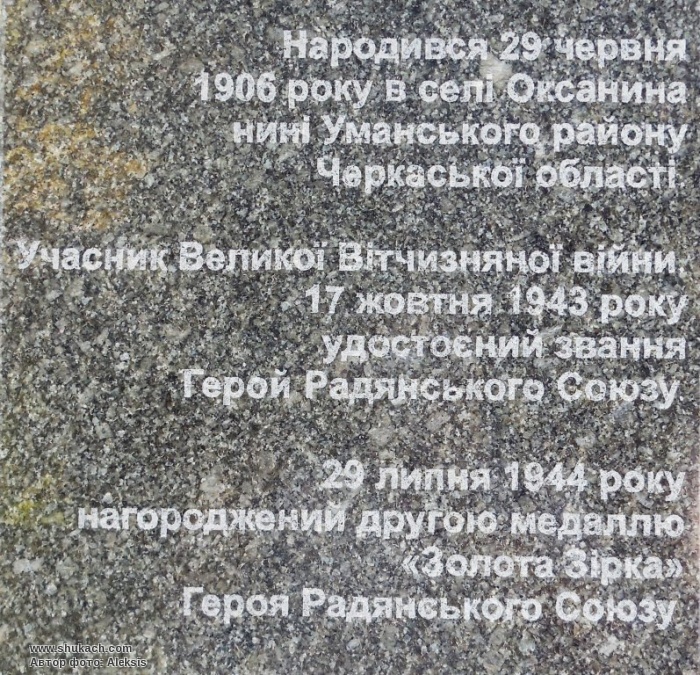 Народився 29 червня
1906 року в селі Оксанина
нині Уманського району
Черкаської області.
Учасник Великої Вітчизняної війни.
17 жовтня 1943 року
удостоєний звання
Герой Радянського Союзу.
29 липня 1944 року
нагороджений другою медаллю
«Золота Зірка»
Героя Радянського Союзу
www.shukach.com
Автор фото: Aleksis